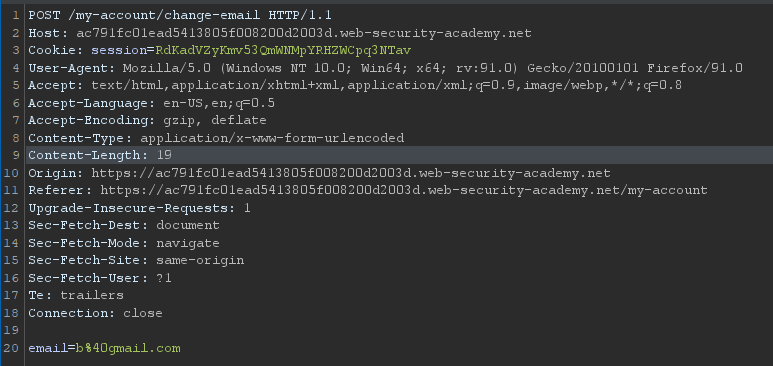 1 POST /my-account/change-email HTTP/1.1
2 Host: ac791fc01ead5413805f008200d2003d.web-security-academy.net
3 Cookie: session=RdKadVZyKmv53QmWNMpYRHZWCpq3NTav
4 User-Agent: Mozilla/5.0 (Windows NT 10.0; Win64; x64; rv:91.0) Gecko/20100101 Firefox/91.0
5 Accept: text/html,application/xhtml+xml,application/xml;q=0.9,image/webp,*/*;q=0.8
6 Accept-Language: en-US,en;q=0.5
7 Accept-Encoding: gzip, deflate
8 Content-Type: application/x-www-form-urlencoded
9 Content-Length: 19
10 Origin: https://ac791fc01ead5413805f008200d2003d.web-security-academy.net
11 Referer: https://ac791fc01ead5413805f008200d2003d.web-security-academy.net/my-account
12 Upgrade-Insecure-Requests: 1
13 Sec-Fetch-Dest: document
14 Sec-Fetch-Mode: navigate
15 Sec-Fetch-Site: same-origin
16 Sec-Fetch-User: ?1
17 Te: trailers
18 Connection: close
19
20 email=b%40gmail.com